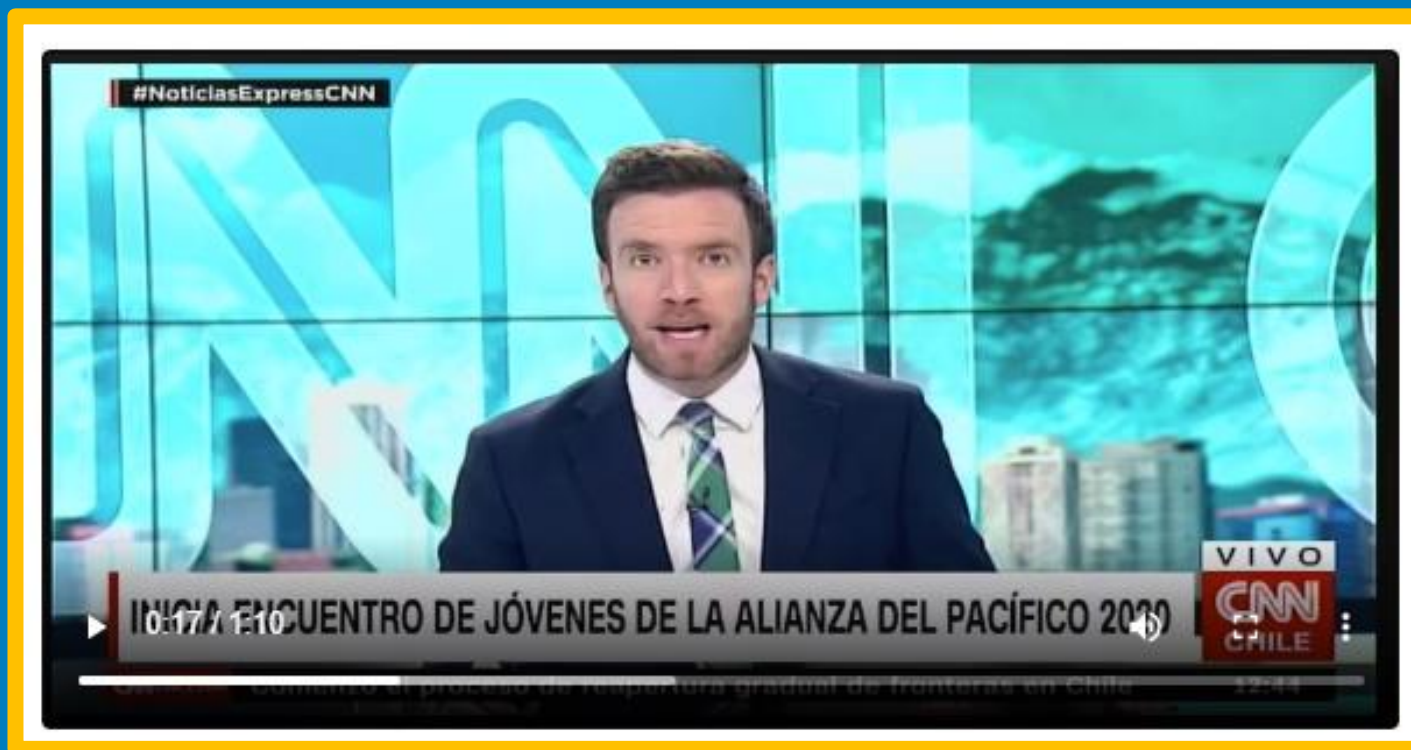 #NoticiasExpressCNN
VIVO
INICIA ENCUENTRO DE JÓVENES DE LA ALIANZA DEL PACÍFICO 2020
0:17 / 1:10
CNN
CHILE
Comenzó el proceso de reapertura gradual de fronteras en Chile
12:44